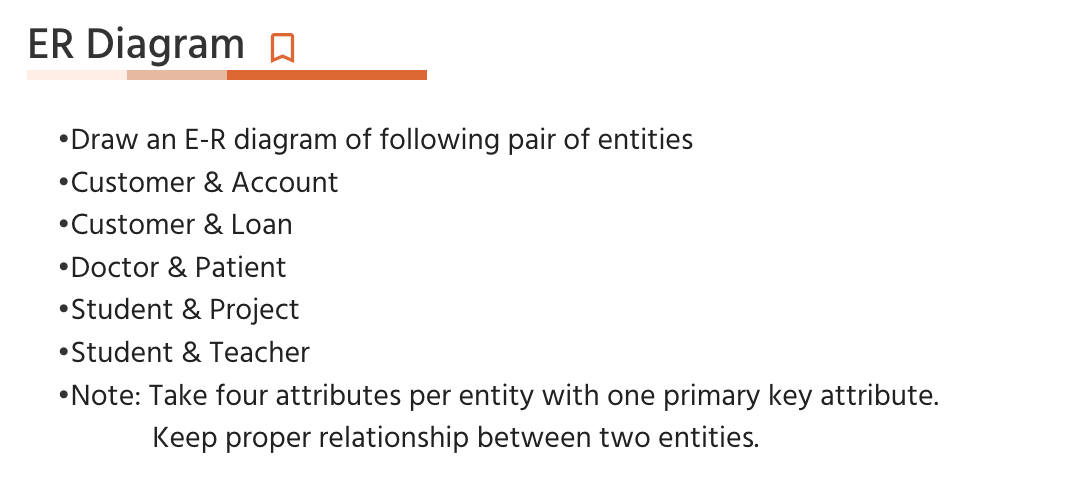 ER Diagram
•Draw an E-R diagram of following pair of entities
•Customer & Account
•Customer & Loan
•Doctor & Patient
•Student & Project
•Student & Teacher
•Note: Take four attributes per entity with one primary key attribute.
Keep proper relationship between two entities.